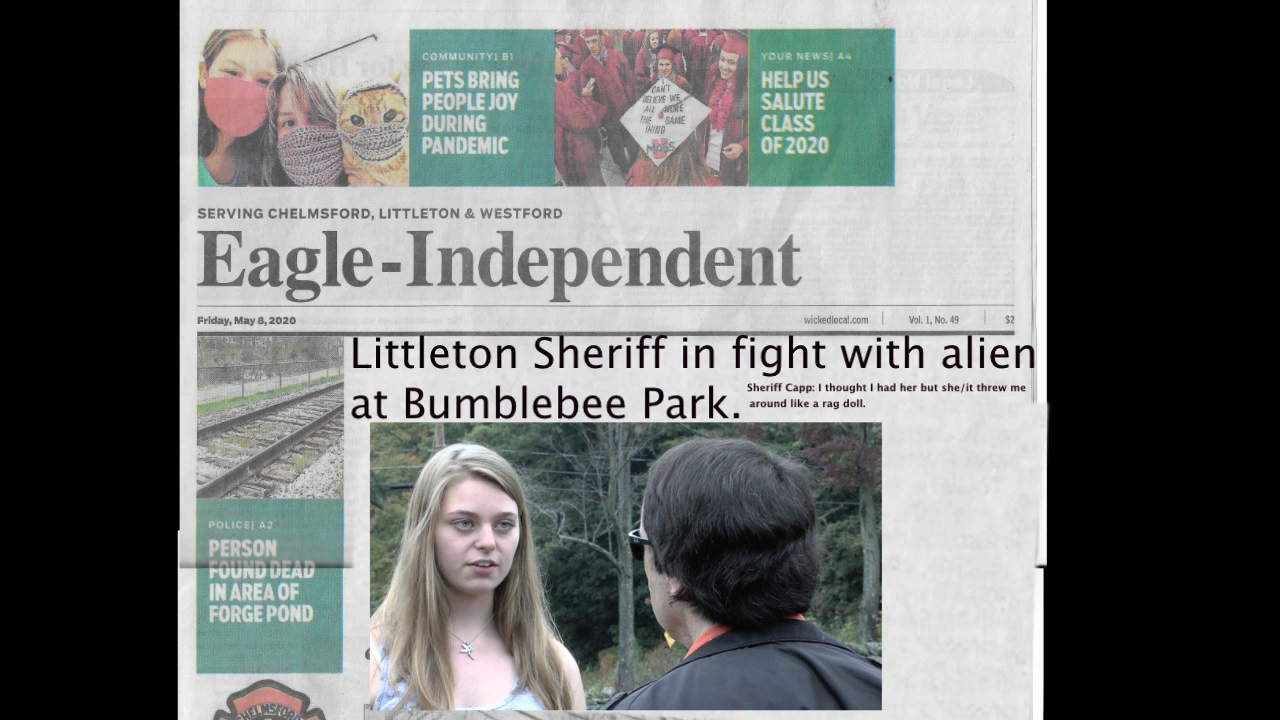 COMMUNITY| B1
PETS BRING
PEOPLE JOY
DURING
PANDEMIC
CAN'T
BELIEVE WE
ALL WORE
THE SAME
THING
YOUR NEWS| A4
HELP US
SALUTE
CLASS
OF 2020
SERVING CHELMSFORD, LITTLETON & WESTFORD
Eagle-Independent
Friday, May 8, 2020
wickedlocal.com
Vol. 1, No. 49
$2
Littleton Sheriff in fight with alien
at Bumblebee Park.
Sheriff Capp: I thought I had her but she/it threw me
around like a rag doll.
POLICE| A2
PERSON
FOUND DEAD
IN AREA OF
FORGE POND
CHELMSFORD